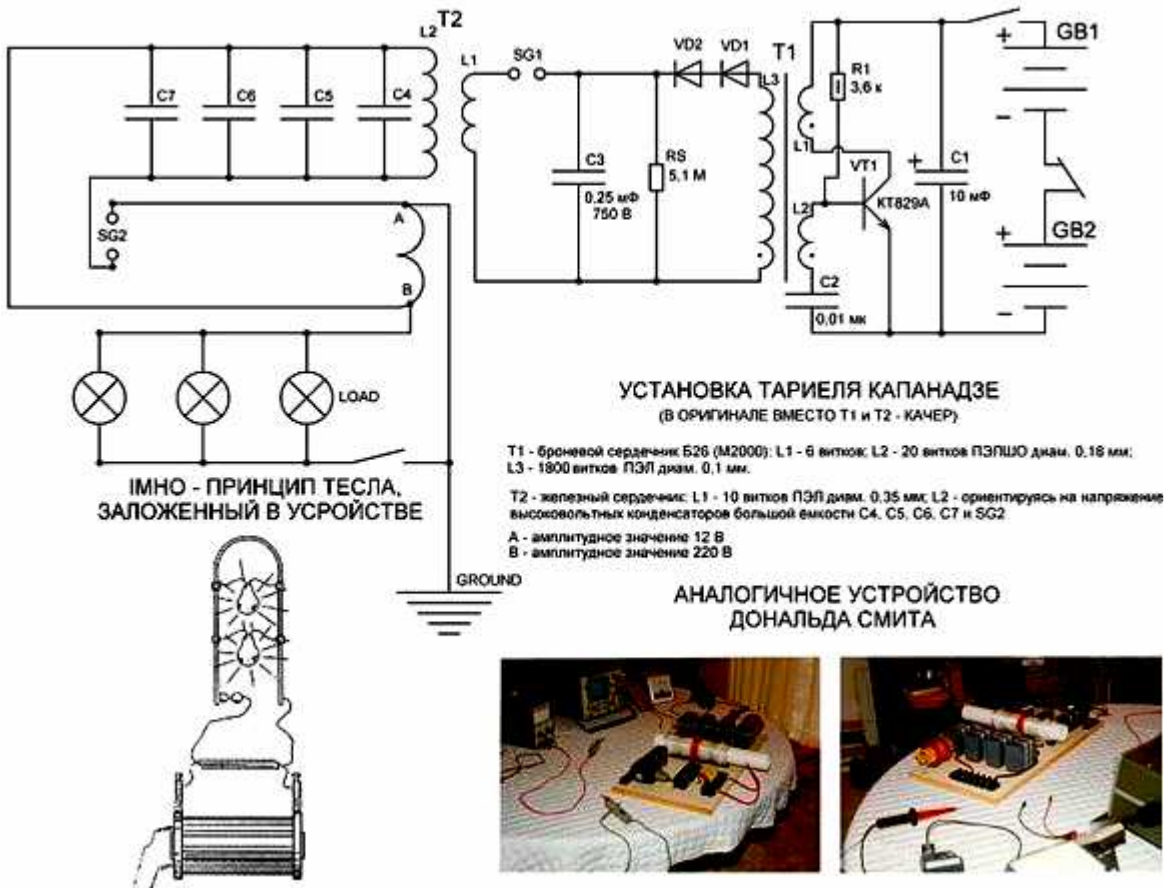 T2
L2
L1
SG1
VD2
VD1
T1
L3
GB1
R1
3,6 к
C7
C6
C5
C4
L1
VT1
КТ829А
C1
10 мФ
C3
0.25 мФ
750 В
RS
5,1 М
L2
C2
0,01 мк
GB2
SG2
A
B
LOAD
GROUND
УСТАНОВКА ТАРИЕЛЯ КАПАНАДЗЕ
(В ОРИГИНАЛЕ ВМЕСТО Т1 и Т2 - КАЧЕР)
Т1 - броневой сердечник Б26 (М2000): L1 - 6 витков: L2 - 20 витков ПЭЛШО диам. 0,18 мм;
L3 - 1800 витков ПЭЛ диам. 0,1 мм.
Т2 - железный сердечник: L1 - 10 витков ПЭЛ диам. 0,35 мм; L2 - ориентируясь на напряжение
высоковольтных конденсаторов большой емкости С4, С5, С6, С7 и SG2
А - амплитудное значение 12 В
В - амплитудное значение 220 В
IМНО - ПРИНЦИП ТЕСЛА,
ЗАЛОЖЕННЫЙ В УСРОЙСТВЕ
АНАЛОГИЧНОЕ УСТРОЙСТВО
ДОНАЛЬДА СМИТА